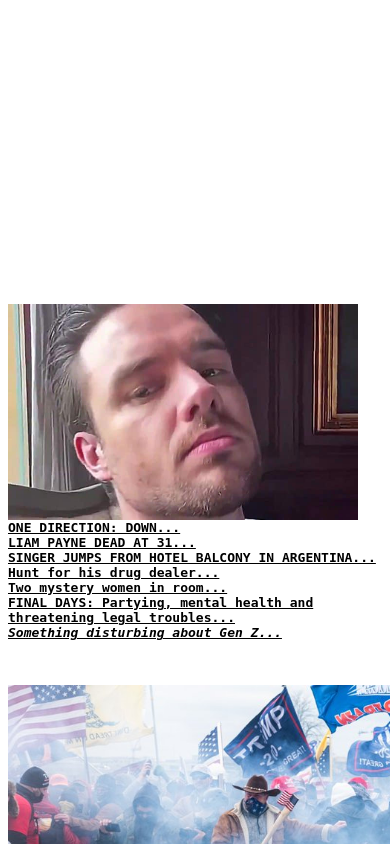 ONE DIRECTION: DOWN...
LIAM PAYNE DEAD AT 31...
SINGER JUMPS FROM HOTEL BALCONY IN ARGENTINA...
Hunt for his drug dealer...
Two mystery women in room...
FINAL DAYS: Partying, mental health and
threatening legal troubles...
Something disturbing about Gen Z...
TRUMP